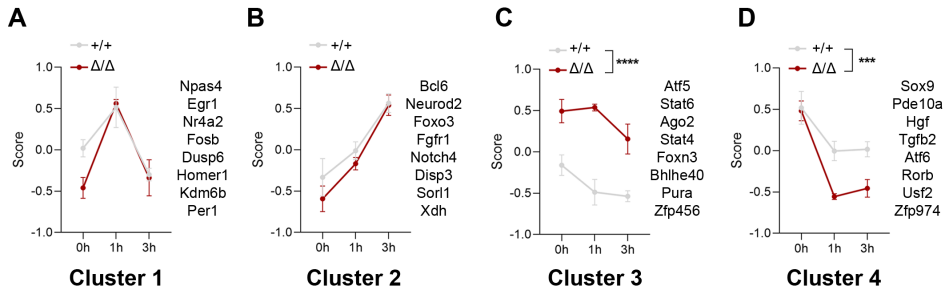 A
+/+
Δ/Δ
Score
1.0
0.5
0.0
-0.5
-1.0
0h 1h 3h
Npas4
Egr1
Nr4a2
Fosb
Dusp6
Homer1
Kdm6b
Per1
Cluster 1
B
+/+
Δ/Δ
Score
1.0
0.5
0.0
-0.5
-1.0
0h 1h 3h
Bcl6
Neurod2
Foxo3
Fgfr1
Notch4
Disp3
Sorl1
Xdh
Cluster 2
C
+/+
Δ/Δ
****
Score
1.0
0.5
0.0
-0.5
-1.0
0h 1h 3h
Atf5
Stat6
Ago2
Stat4
Foxn3
Bhlhe40
Pura
Zfp456
Cluster 3
D
+/+
Δ/Δ
***
Score
1.0
0.5
0.0
-0.5
-1.0
0h 1h 3h
Sox9
Pde10a
Hgf
Tgfb2
Atf6
Rorb
Usf2
Zfp974
Cluster 4